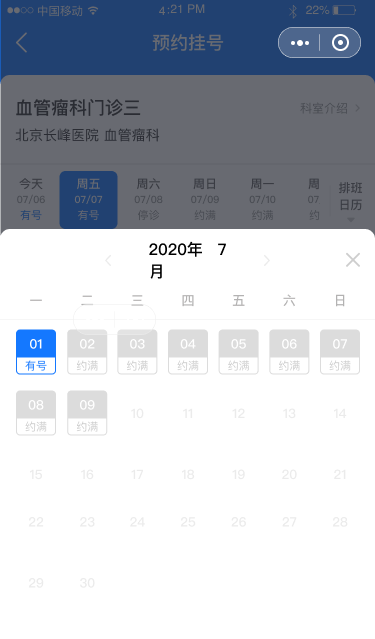 中国移动 4:21 PM 22%
预约挂号
血管瘤科门诊三 科室介绍
北京长峰医院 血管瘤科
今天 周五 周六 周日 周一 周 排班
07/06 07/07 07/08 07/09 07/10 07 日历
有号 有号 停诊 约满 约满 约
2020年 7
月
一 二 三 四 五 六 日
01 02 03 04 05 06 07
有号 约满 约满 约满 约满 约满 约满
08 09 10 11 12 13 14
约满 约满
15 16 17 18 19 20 21
22 23 24 25 26 27 28
29 30